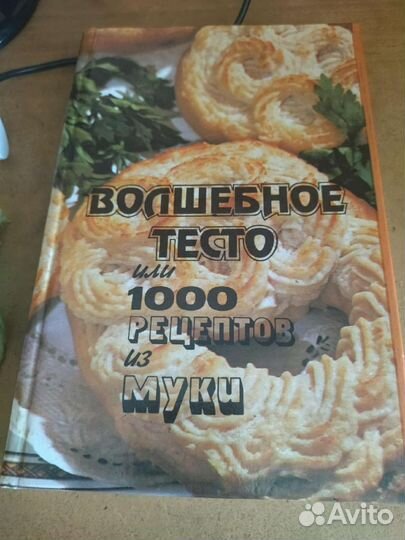 ВОЛШЕБНОЕ
ТЕСТО
или
1000
РЕЦЕПТОВ
из
МУКИ
Avito